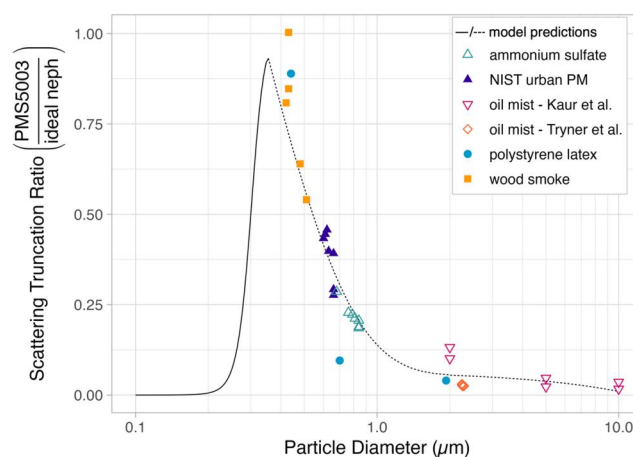 1.00
0.75
0.50
0.25
0.00
Scattering Truncation Ratio (PMS5003
ideal neph)
0.1
1.0
10.0
Particle Diameter (µm)
model predictions
ammonium sulfate
NIST urban PM
oil mist - Kaur et al.
oil mist - Tryner et al.
polystyrene latex
wood smoke